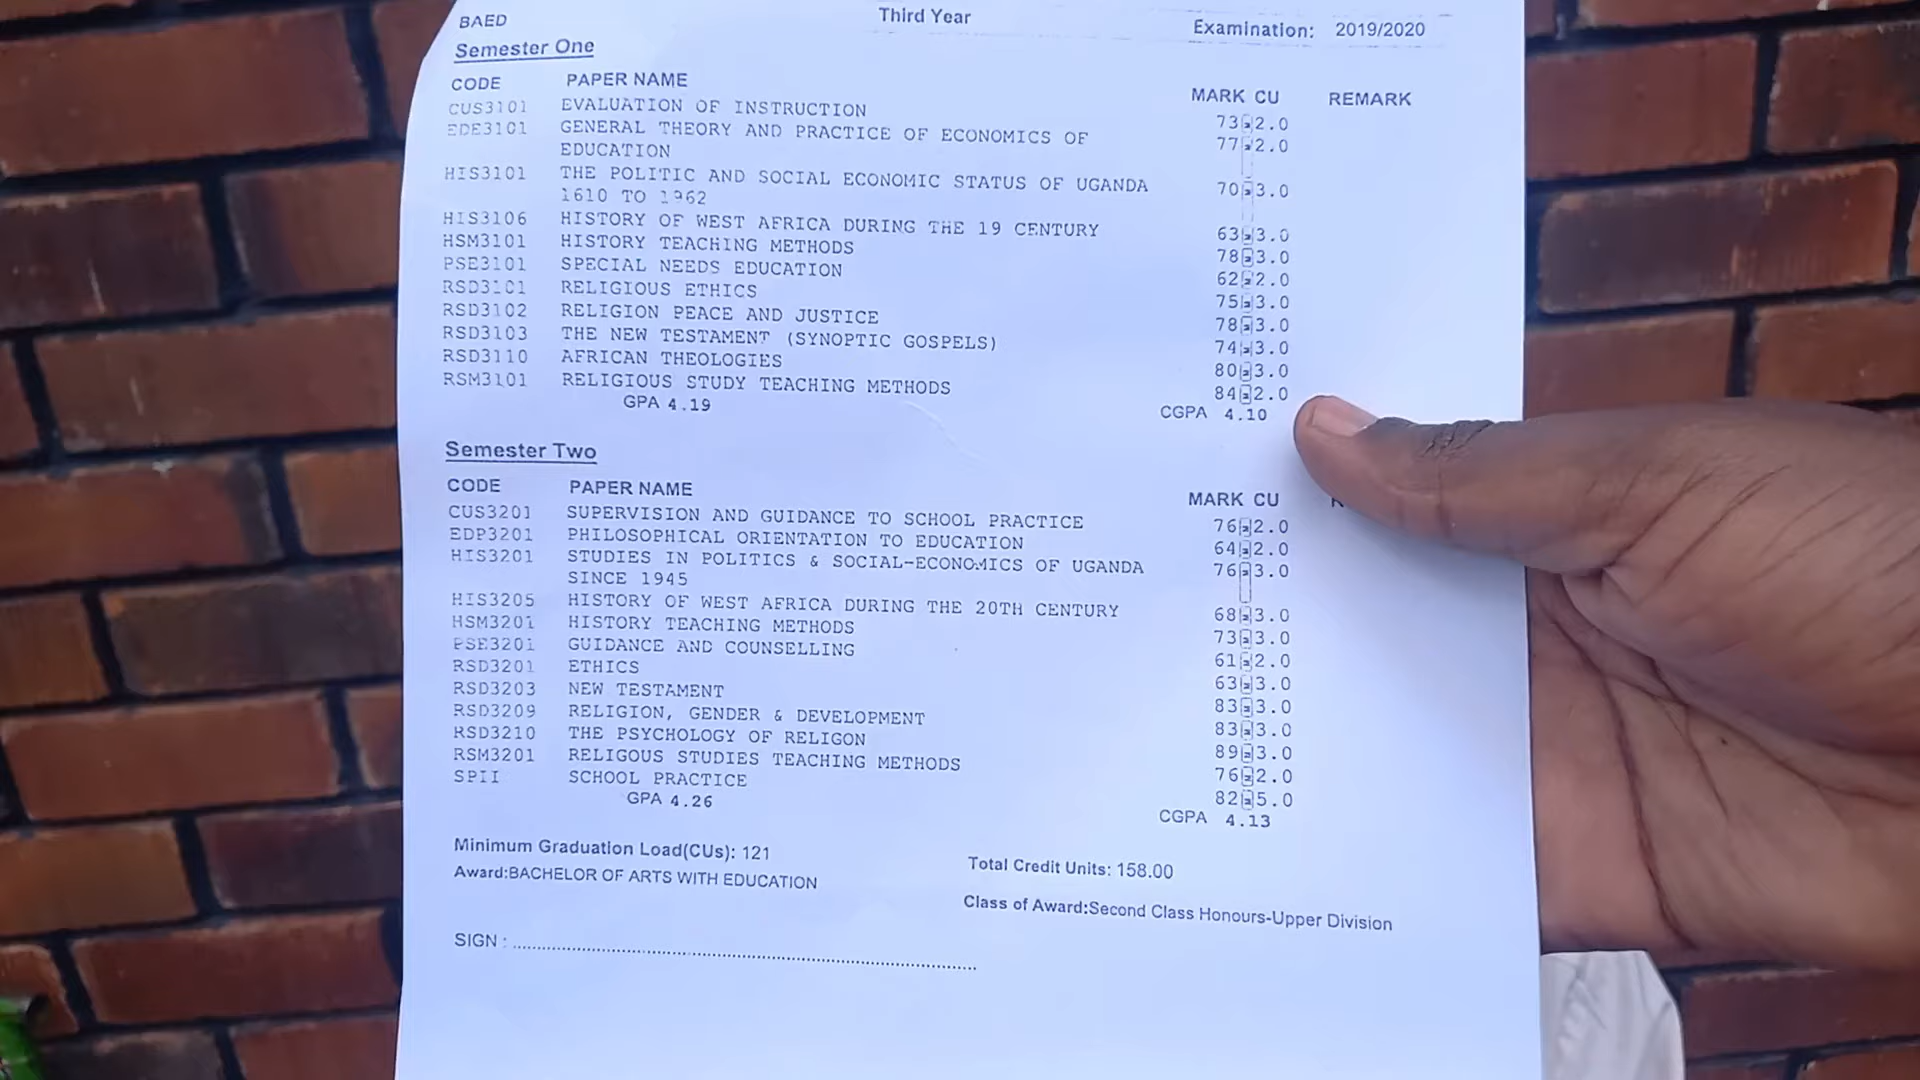 BAED Third Year Examination: 2019/2020
Semester One
CODE PAPER NAME MARK CU REMARK
CUS3101 EVALUATION OF INSTRUCTION 73 2.0
EDE3101 GENERAL THEORY AND PRACTICE OF ECONOMICS OF 77 2.0
EDUCATION
HIS3101 THE POLITIC AND SOCIAL ECONOMIC STATUS OF UGANDA 70 3.0
1610 TO 1962
HIS3106 HISTORY OF WEST AFRICA DURING THE 19 CENTURY 63 3.0
HSM3101 HISTORY TEACHING METHODS 78 3.0
PSE3101 SPECIAL NEEDS EDUCATION 62 2.0
RSD3101 RELIGIOUS ETHICS 75 3.0
RSD3102 RELIGION PEACE AND JUSTICE 78 3.0
RSD3103 THE NEW TESTAMENT (SYNOPTIC GOSPELS) 74 3.0
RSD3110 AFRICAN THEOLOGIES 80 3.0
RSM3101 RELIGIOUS STUDY TEACHING METHODS 84 2.0
GPA 4.19 CGPA 4.10
Semester Two
CODE PAPER NAME MARK CU
CUS3201 SUPERVISION AND GUIDANCE TO SCHOOL PRACTICE 76 2.0
EDP3201 PHILOSOPHICAL ORIENTATION TO EDUCATION 64 2.0
HIS3201 STUDIES IN POLITICS & SOCIAL-ECONOMICS OF UGANDA 76 3.0
SINCE 1945
HIS3205 HISTORY OF WEST AFRICA DURING THE 20TH CENTURY 68 3.0
HSM3201 HISTORY TEACHING METHODS 73 3.0
PSE3201 GUIDANCE AND COUNSELLING 61 2.0
RSD3201 ETHICS 63 3.0
RSD3203 NEW TESTAMENT 83 3.0
RSD3209 RELIGION, GENDER & DEVELOPMENT 83 3.0
RSD3210 THE PSYCHOLOGY OF RELIGON 89 3.0
RSM3201 RELIGOUS STUDIES TEACHING METHODS 76 2.0
SPII SCHOOL PRACTICE 82 5.0
GPA 4.26 CGPA 4.13
Minimum Graduation Load(CUs): 121 Total Credit Units: 158.00
Award:BACHELOR OF ARTS WITH EDUCATION Class of Award:Second Class Honours-Upper Division
SIGN :